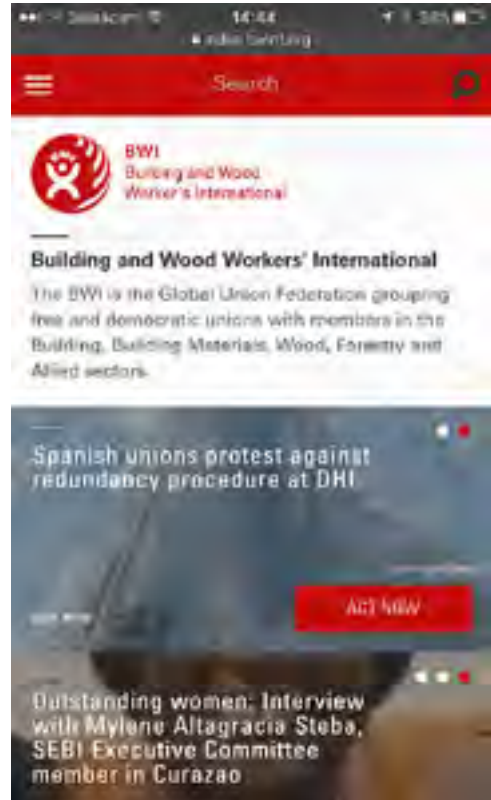 14:44
Search
BWI
Building and Wood
Worker's International
Building and Wood Workers' International
The BWI is the Global Union Federation grouping
free and democratic unions with members in the
Building, Building Materials, Wood, Forestry and
Allied sectors.
Spanish unions protest against
redundancy procedure at DHL
ACT NOW
Outstanding women: Interview
with Mylene Altagracia Steba,
SEBI Executive Committee
member in Curazao